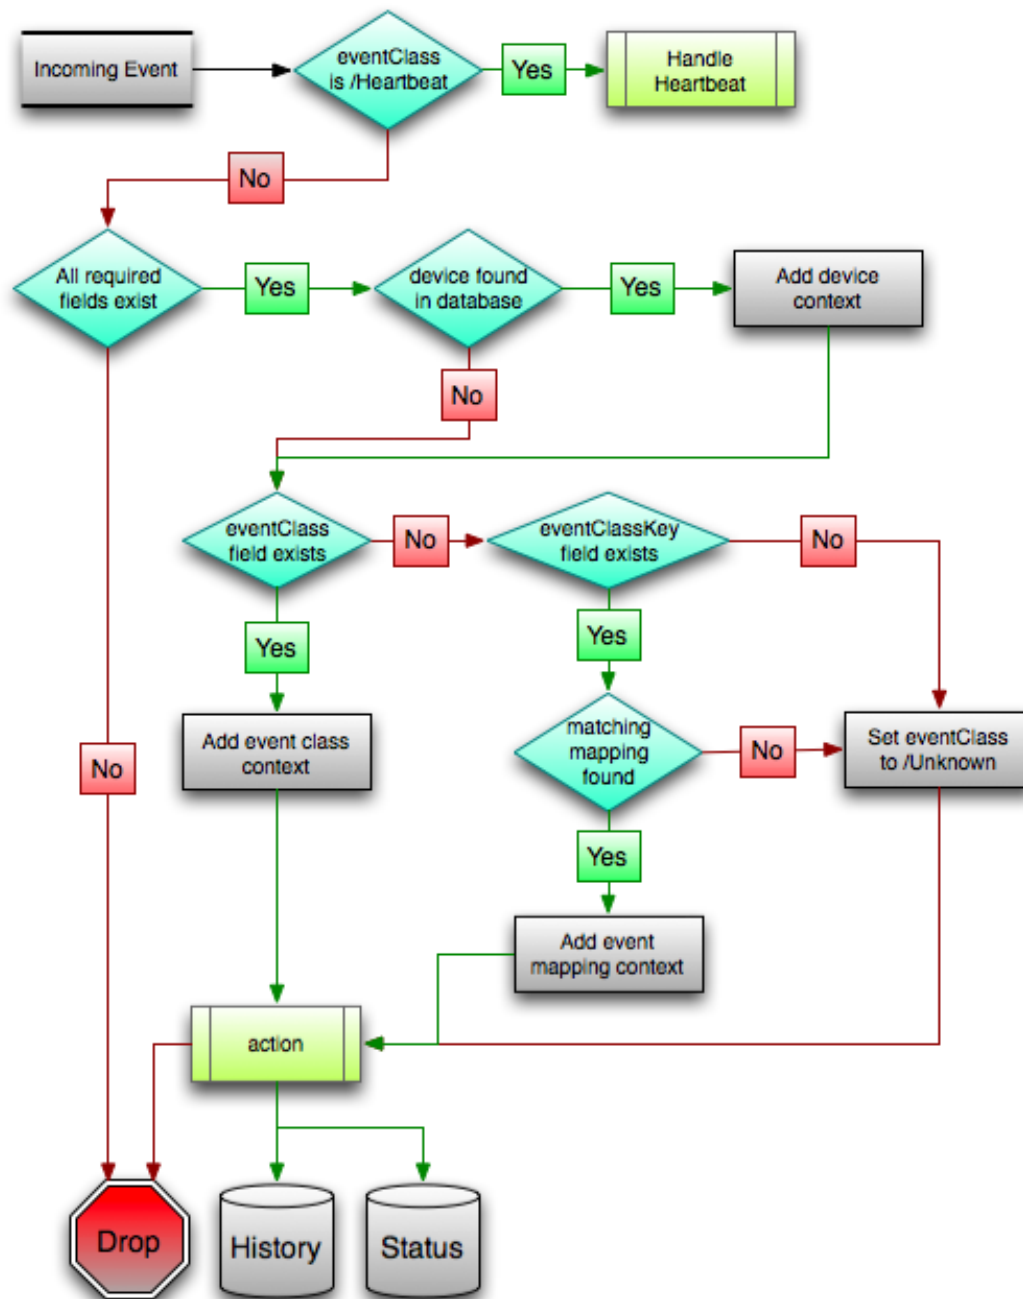 Incoming Event
eventClass
is /Heartbeat
Yes
Handle
Heartbeat
No
All required
fields exist
Yes
device found
in database
Yes
Add device
context
No
eventClass
field exists
No
eventClassKey
field exists
No
Yes
Yes
Add event class
context
matching
mapping
found
No
Set eventClass
to /Unknown
No
Yes
Add event
mapping context
action
Drop
History
Status